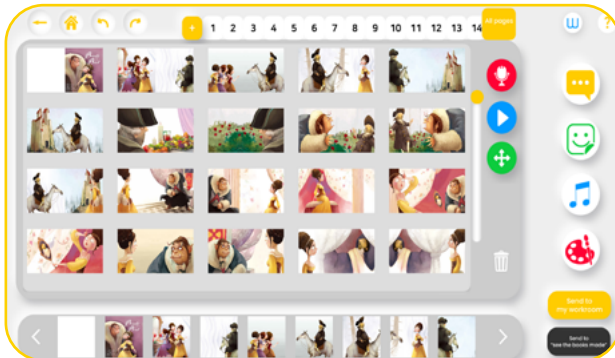 + 1 2 3 4 5 6 7 8 9 10 11 12 13 14 All pages
W ?
Send to
my workroom
Send to
"see the books made"